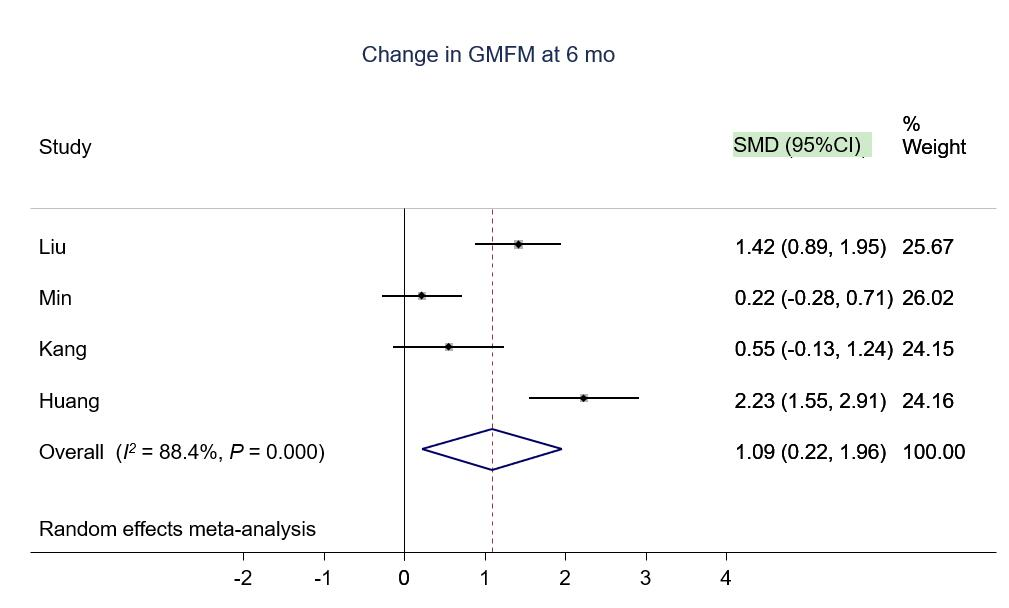 Change in GMFM at 6 mo
%
Study SMD (95%CI) Weight
Liu 1.42 (0.89, 1.95) 25.67
Min 0.22 (-0.28, 0.71) 26.02
Kang 0.55 (-0.13, 1.24) 24.15
Huang 2.23 (1.55, 2.91) 24.16
Overall (I² = 88.4%, P = 0.000) 1.09 (0.22, 1.96) 100.00
Random effects meta-analysis
-2 -1 0 1 2 3 4